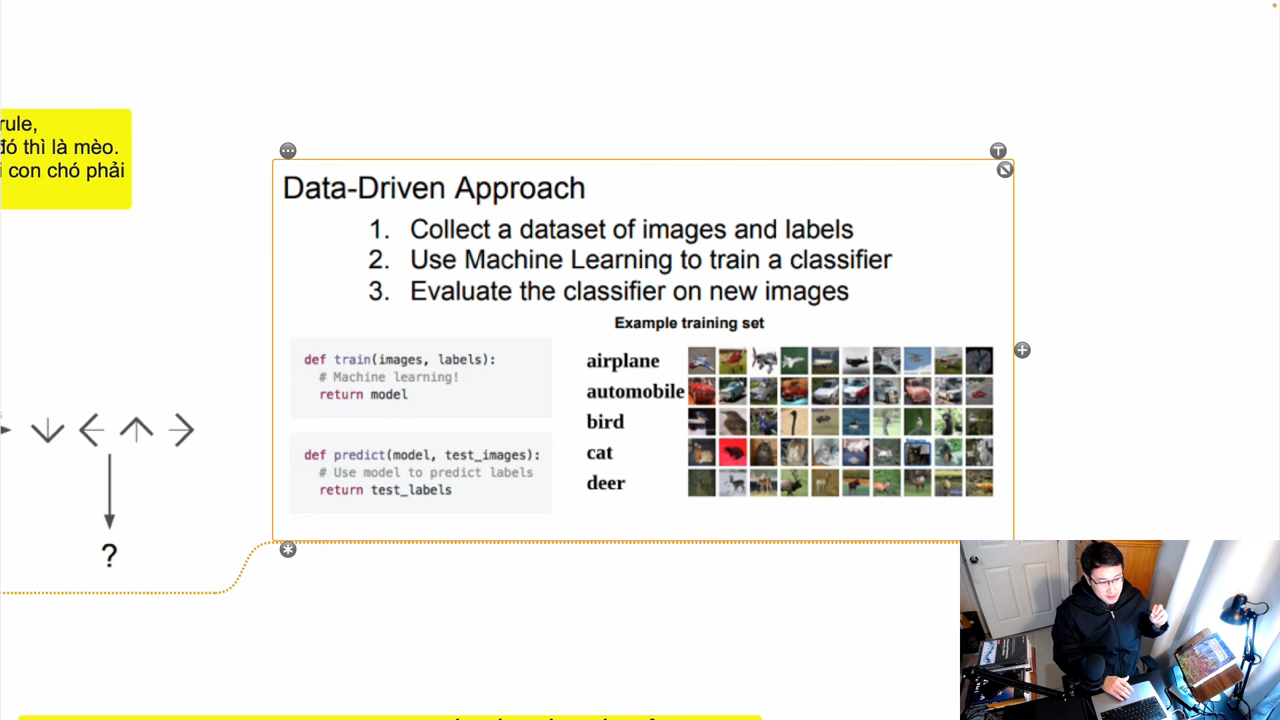 rule,
đó thì là mèo.
i con chó phải
Data-Driven Approach
1. Collect a dataset of images and labels
2. Use Machine Learning to train a classifier
3. Evaluate the classifier on new images
Example training set
def train(images, labels):
# Machine learning!
return model
def predict(model, test_images):
# Use model to predict labels
return test_labels
airplane
automobile
bird
cat
deer
?